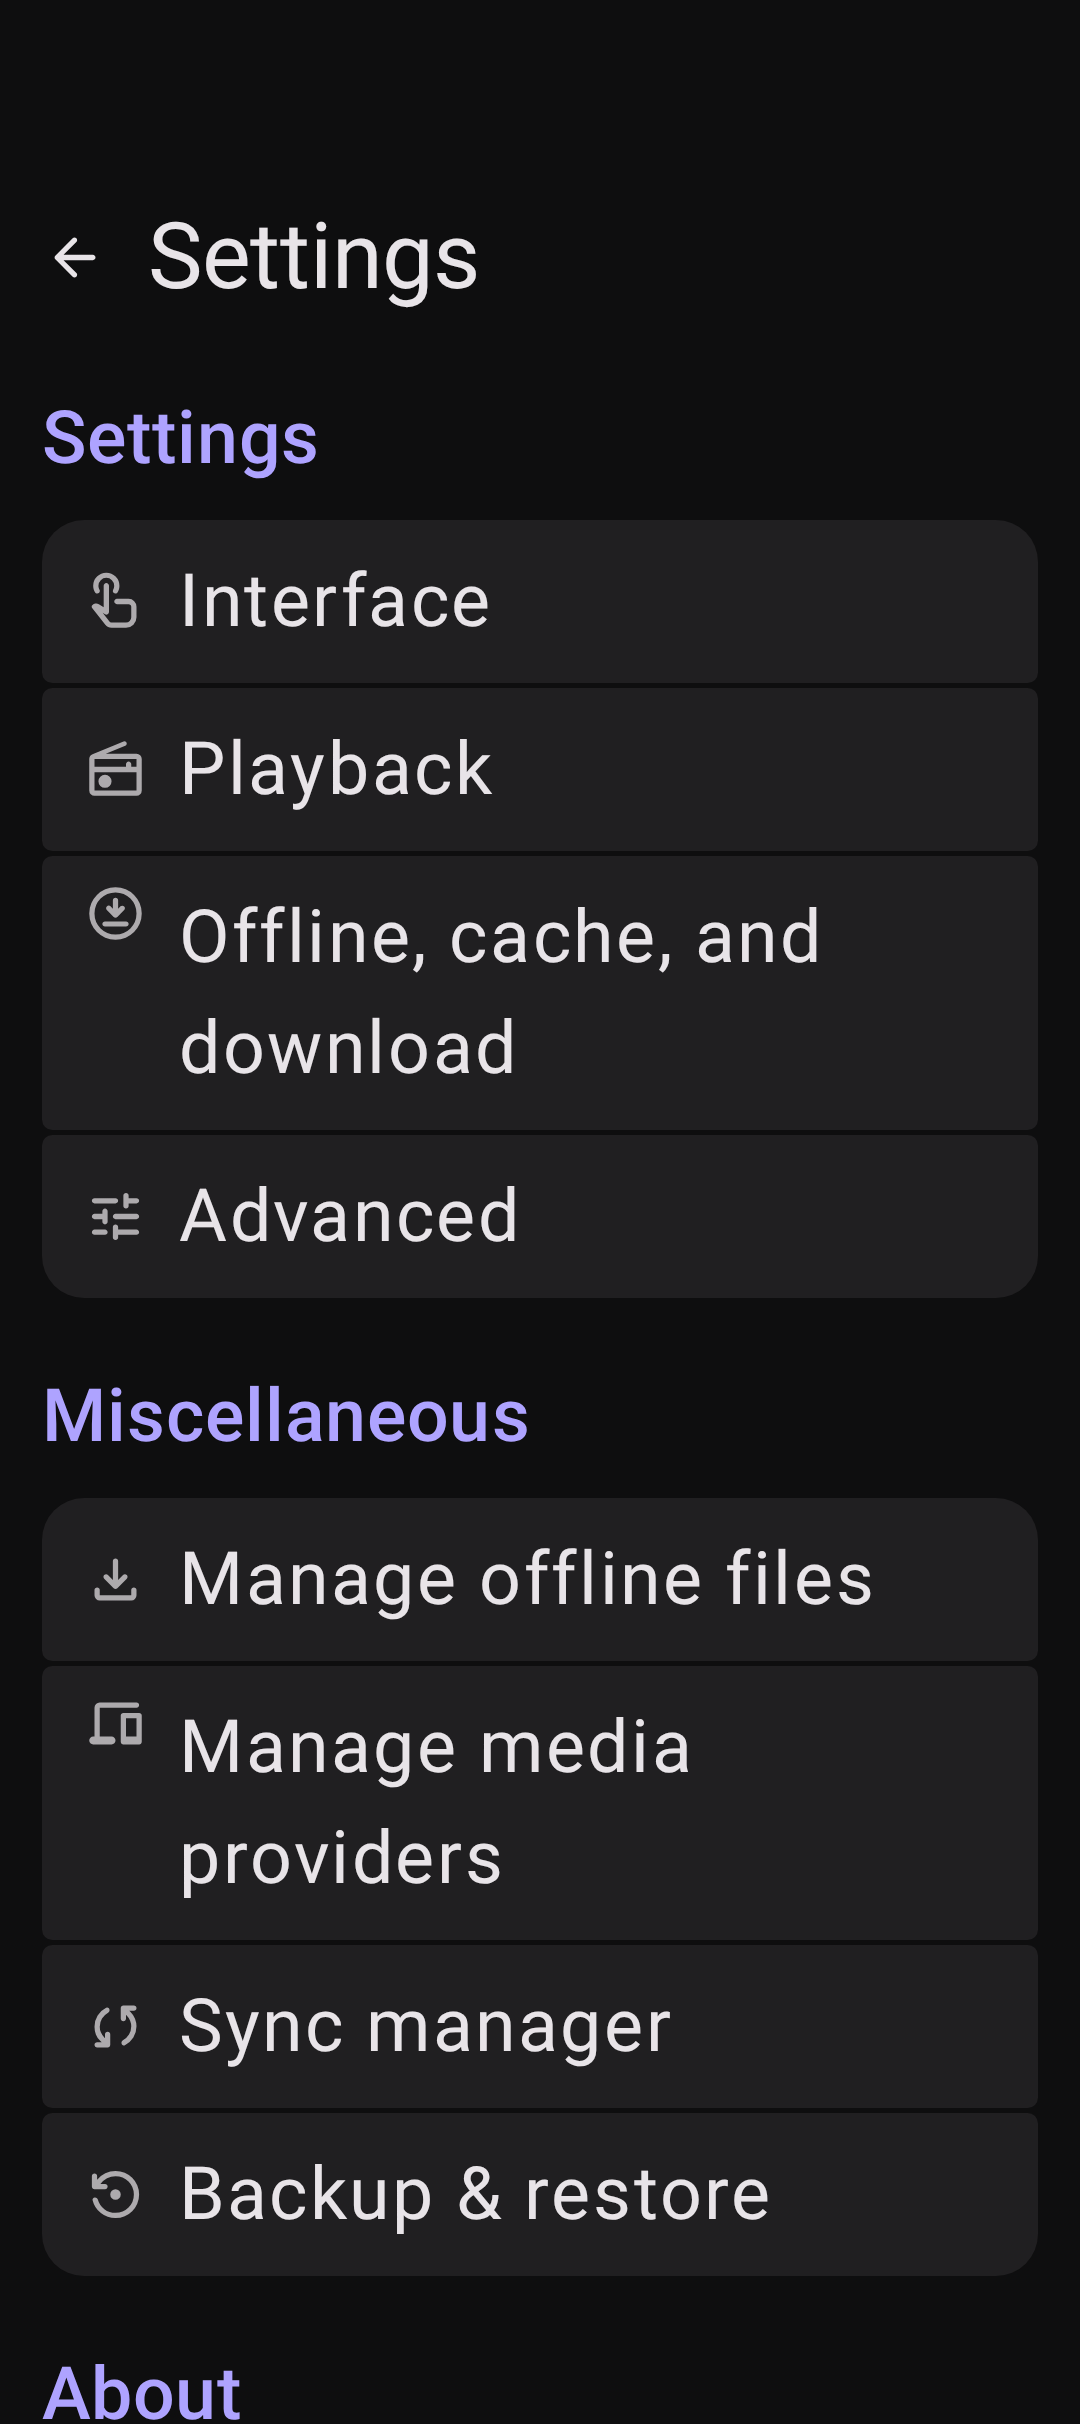 Settings
Settings
Interface
Playback
Offline, cache, and
download
Advanced
Miscellaneous
Manage offline files
Manage media
providers
Sync manager
Backup & restore
About